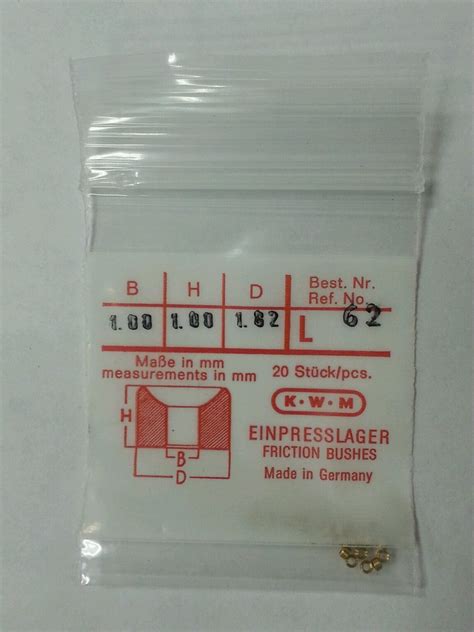 B H D Best. Nr.
Ref. No.
1.00 1.00 1.82 L 62
Maße in mm
measurements in mm 20 Stück/pcs.
K·W·M
H
EINPRESSLAGER
FRICTION BUSHES
B
Made in Germany
D